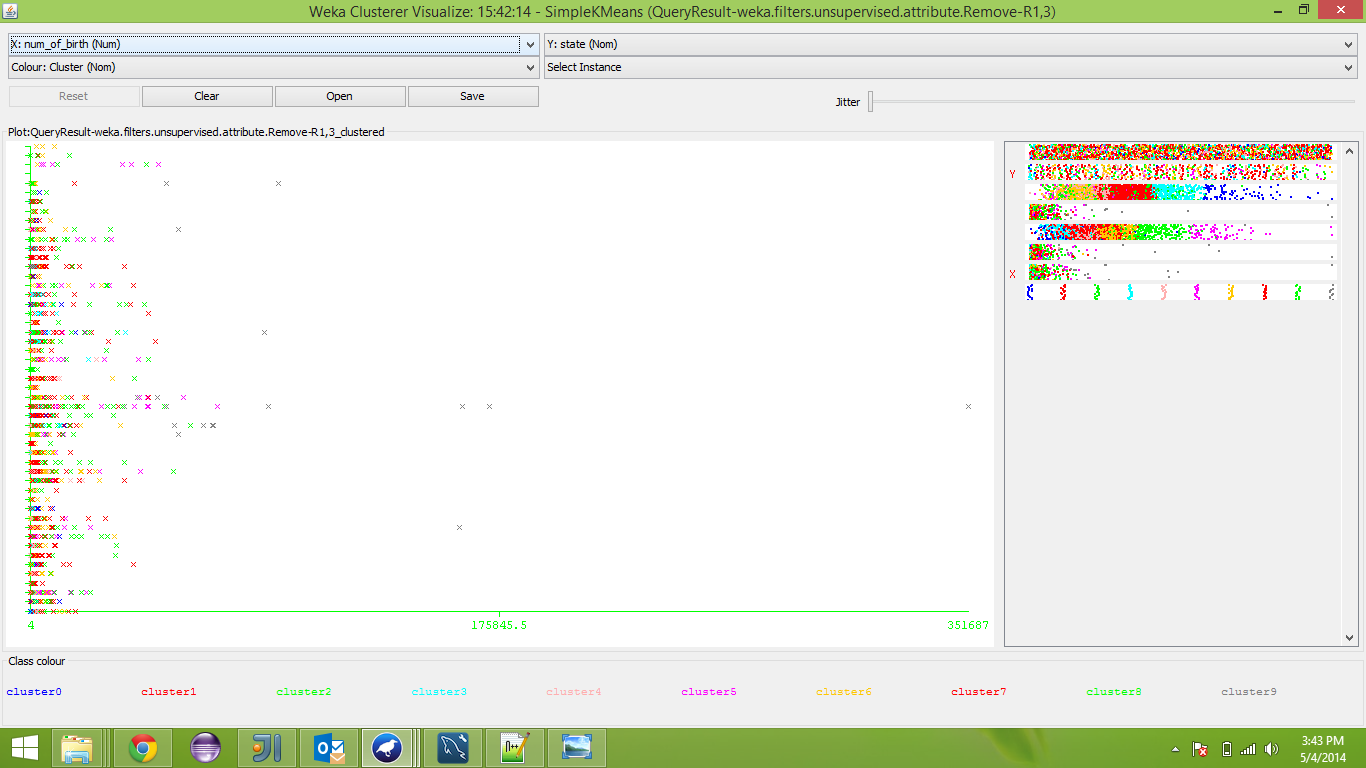 Weka Clusterer Visualize: 15:42:14 - SimpleKMeans (QueryResult-weka.filters.unsupervised.attribute.Remove-R1,3)
X: num_of_birth (Num)
Y: state (Nom)
Colour: Cluster (Nom)
Select Instance
Reset
Clear
Open
Save
Jitter
Plot:QueryResult-weka.filters.unsupervised.attribute.Remove-R1,3_clustered
Y
X
4
175845.5
351687
Class colour
cluster0
cluster1
cluster2
cluster3
cluster4
cluster5
cluster6
cluster7
cluster8
cluster9
3:43 PM
5/4/2014